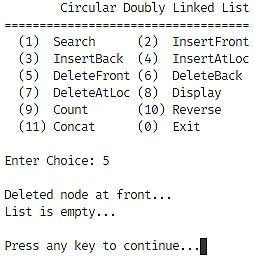 Circular Doubly Linked List
===================================
(1) Search (2) InsertFront
(3) InsertBack (4) InsertAtLoc
(5) DeleteFront (6) DeleteBack
(7) DeleteAtLoc (8) Display
(9) Count (10) Reverse
(11) Concat (0) Exit
Enter Choice: 5
Deleted node at front...
List is empty...
Press any key to continue...